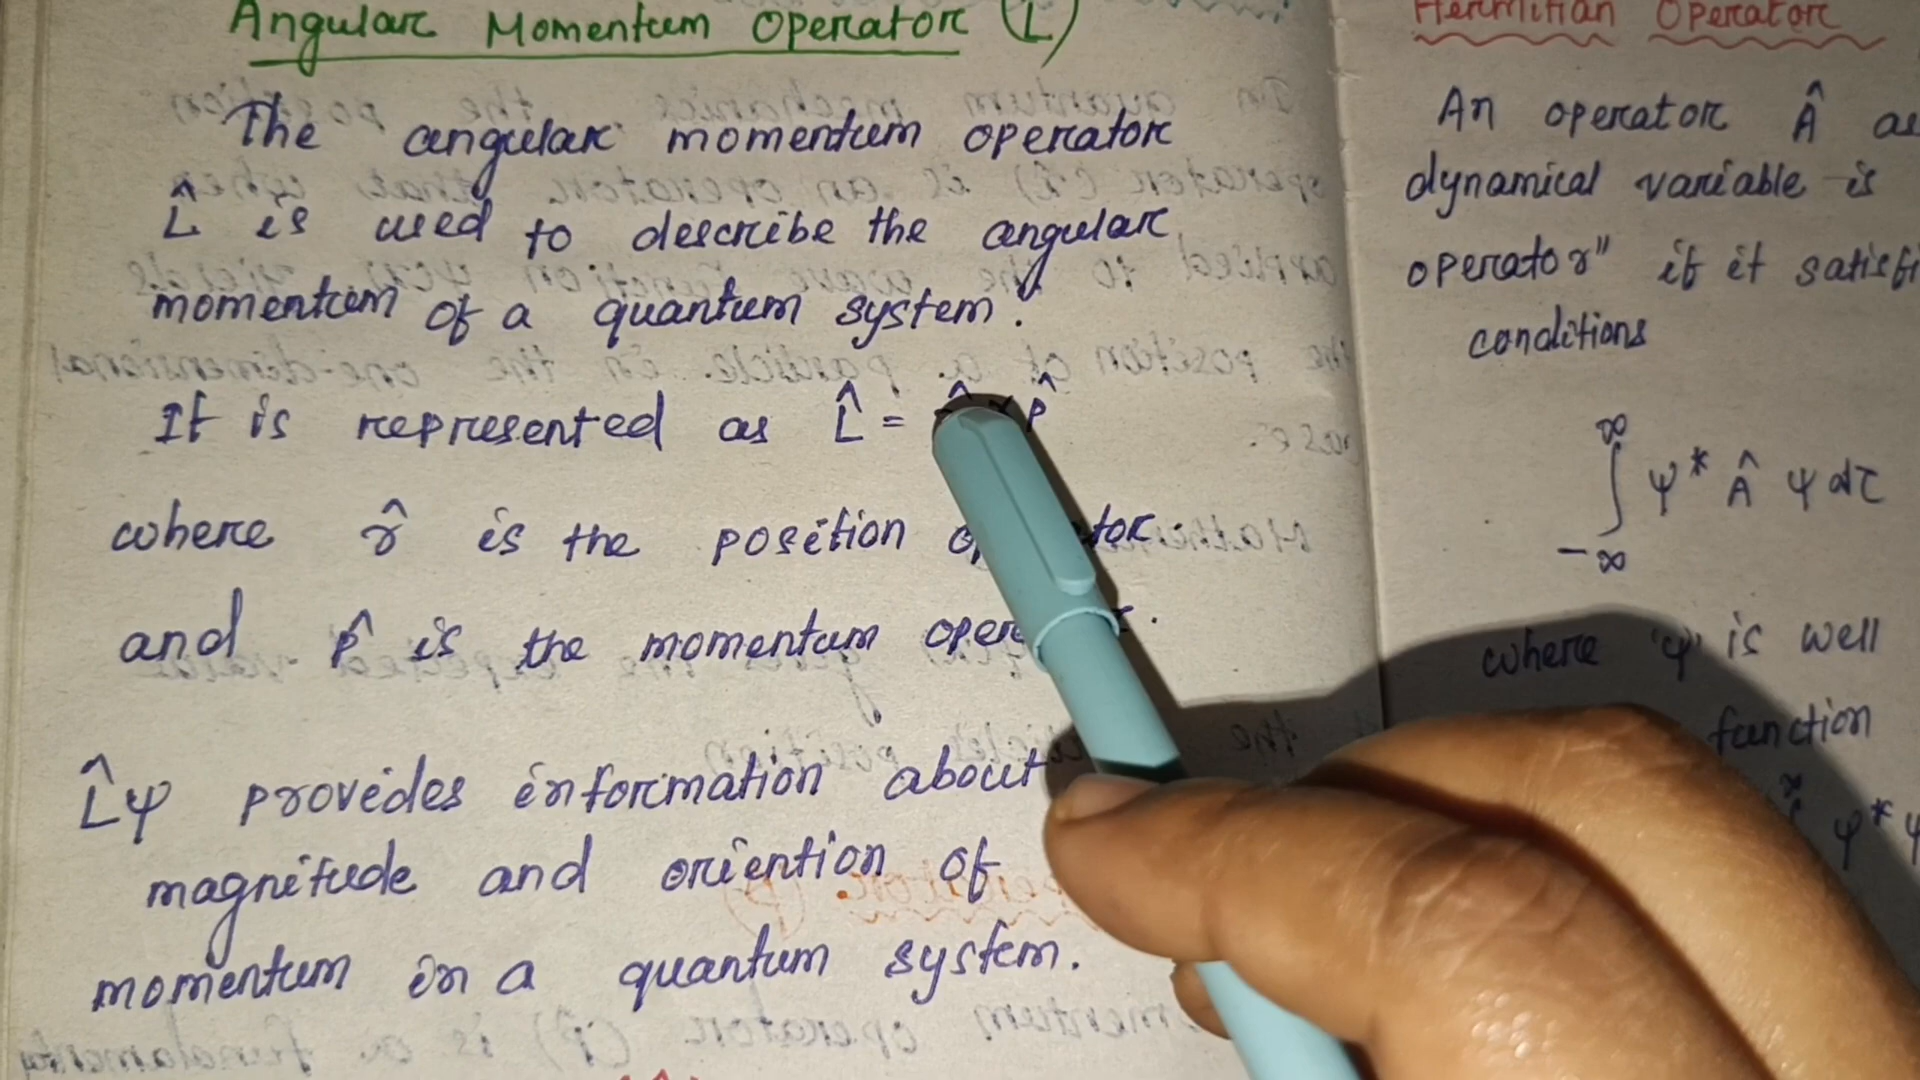 Angular Momentum Operator (L)
The angular momentum operator
L̂ is used to describe the angular
momentum of a quantum system.
It is represented as L̂ = × p̂
where r̂ is the position
and p̂ is the momentum
L̂ψ provides information about
magnitude and oriention of
momentum in a quantum system.
Hermitian Operator
An operator Â
dynamical variable is
operator" if it
conditions
∞
∫ ψ* Â ψ dτ
-∞
where 'ψ' is well
function